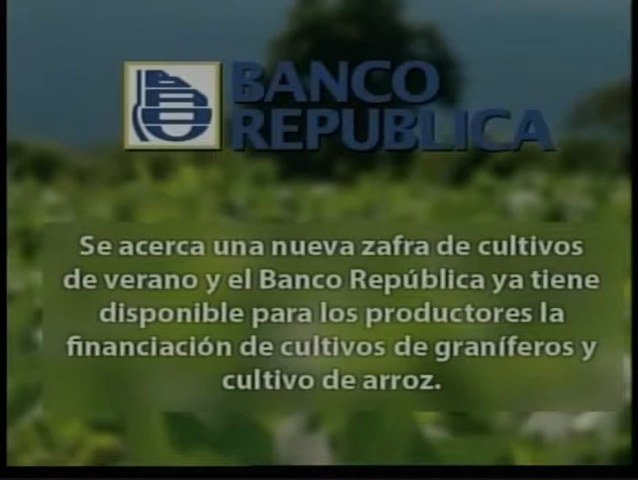 BROU
BANCO
REPUBLICA
Se acerca una nueva zafra de cultivos
de verano y el Banco República ya tiene
disponible para los productores la
financiación de cultivos de graníferos y
cultivo de arroz.